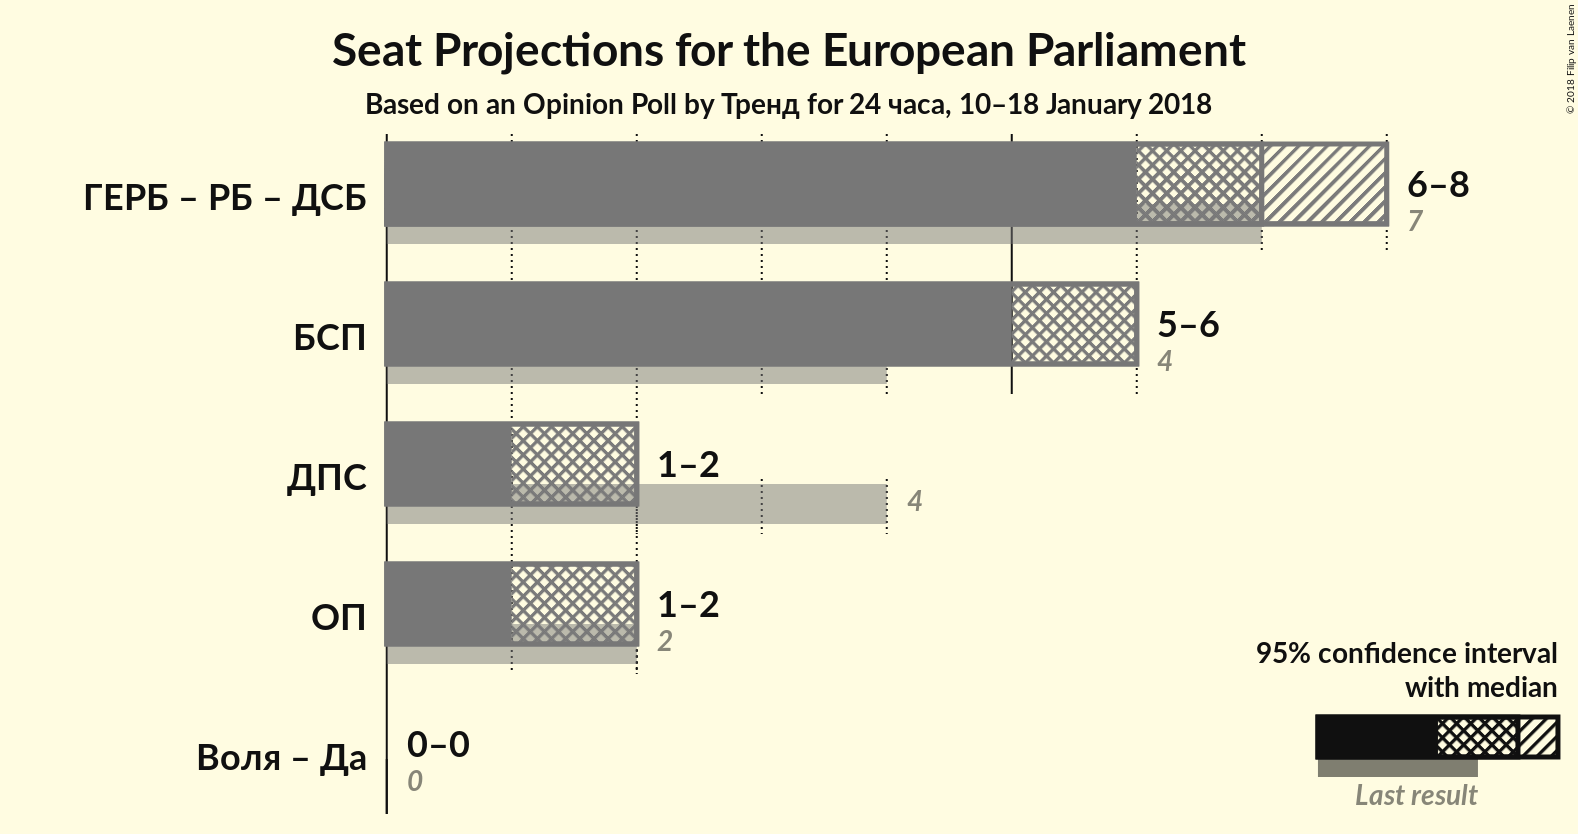 Seat Projections for the European Parliament
Based on an Opinion Poll by Тренд for 24 часа, 10–18 January 2018
© 2018 Filip van Laenen
ГЕРБ – РБ – ДСБ
6–8
7
БСП
5–6
4
ДПС
1–2
4
ОП
1–2
2
Воля – Да
0–0
0
95% confidence interval
with median
Last result